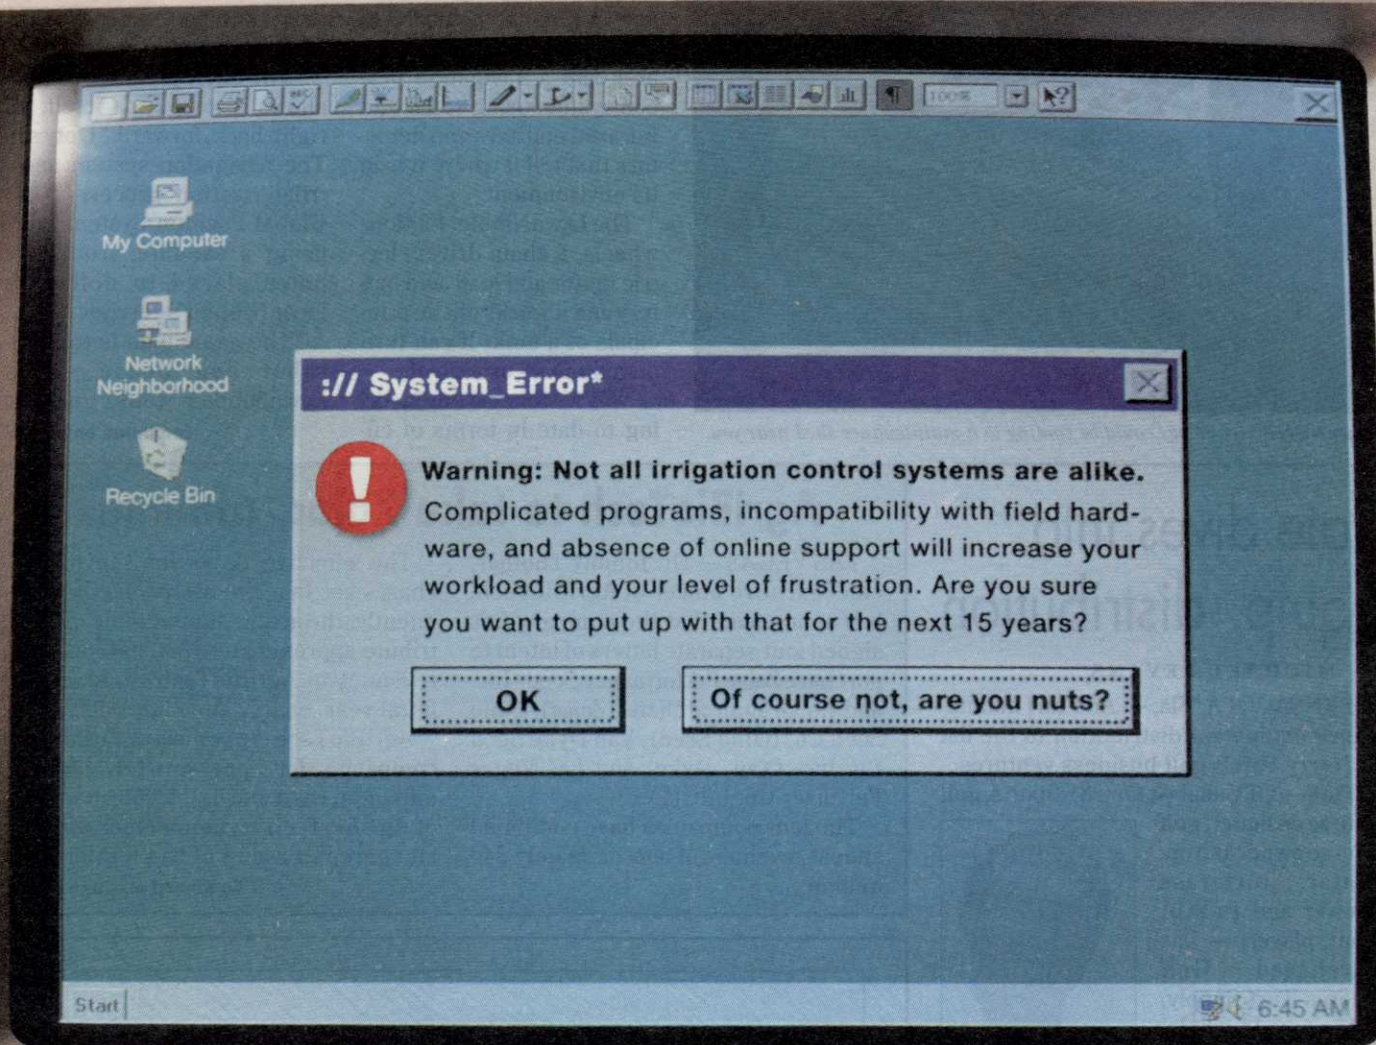 100%
My Computer
Network
Neighborhood
Recycle Bin
:// System_Error*
Warning: Not all irrigation control systems are alike.
Complicated programs, incompatibility with field hard-
ware, and absence of online support will increase your
workload and your level of frustration. Are you sure
you want to put up with that for the next 15 years?
OK
Of course not, are you nuts?
Start
6:45 AM